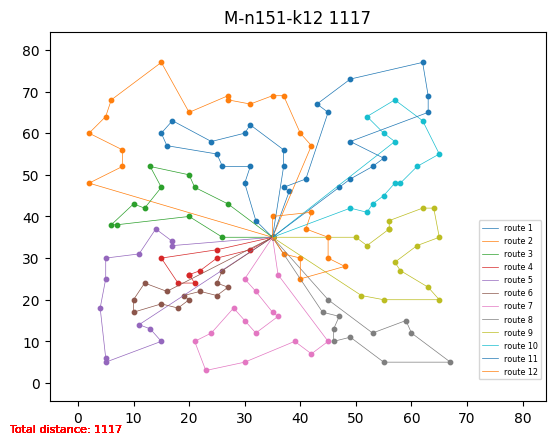 M-n151-k12 1117
80
70
60
50
40
30
20
10
0
route 1
route 2
route 3
route 4
route 5
route 6
route 7
route 8
route 9
route 10
route 11
route 12
0 10 20 30 40 50 60 70 80
Total distance: 1117